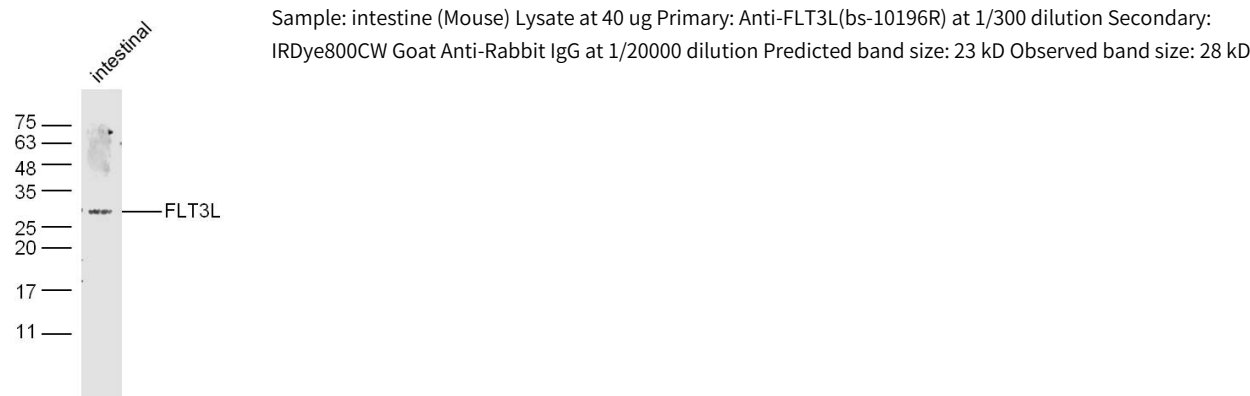 Sample: intestine (Mouse) Lysate at 40 ug Primary: Anti-FLT3L(bs-10196R) at 1/300 dilution Secondary:
IRDye800CW Goat Anti-Rabbit IgG at 1/20000 dilution Predicted band size: 23 kD Observed band size: 28 kD
intestinal
75
63
48
35
FLT3L
25
20
17
11